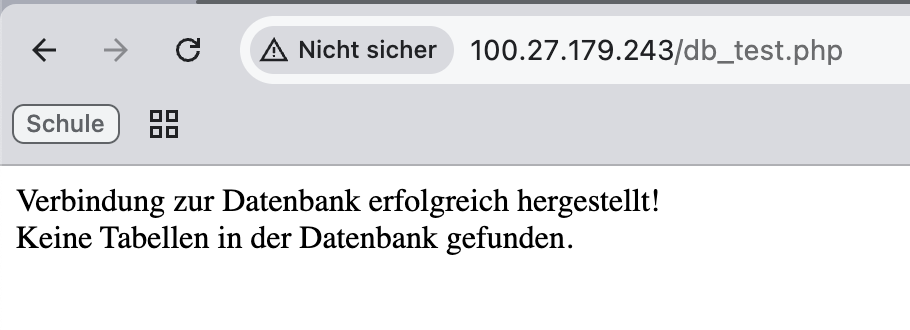 Nicht sicher 100.27.179.243/db_test.php
Schule
Verbindung zur Datenbank erfolgreich hergestellt!
Keine Tabellen in der Datenbank gefunden.